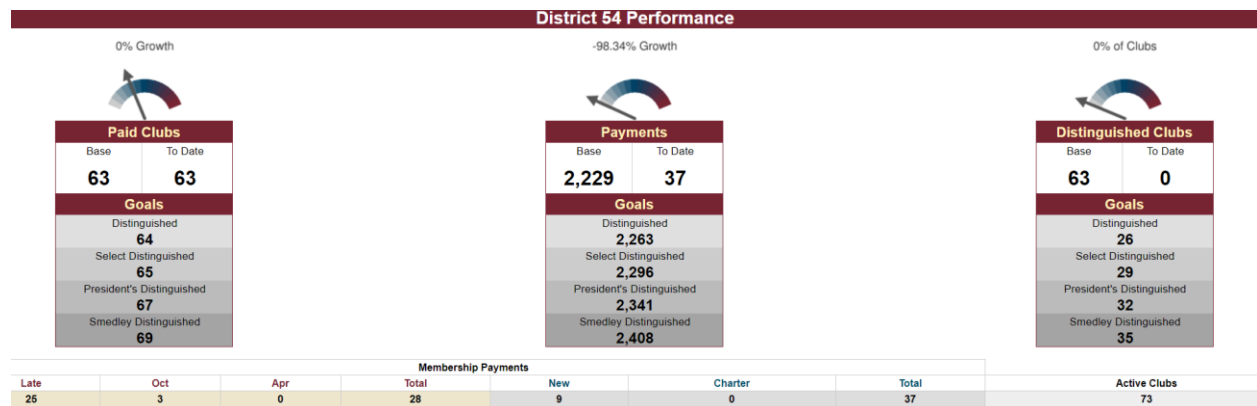 District 54 Performance
0% Growth
-98.34% Growth
0% of Clubs
Paid Clubs
Base To Date
63 63
Goals
Distinguished
64
Select Distinguished
65
President's Distinguished
67
Smedley Distinguished
69
Payments
Base To Date
2,229 37
Goals
Distinguished
2,263
Select Distinguished
2,296
President's Distinguished
2,341
Smedley Distinguished
2,408
Distinguished Clubs
Base To Date
63 0
Goals
Distinguished
26
Select Distinguished
29
President's Distinguished
32
Smedley Distinguished
35
Membership Payments
Late Oct Apr Total New Charter Total Active Clubs
25 3 0 28 9 0 37 73